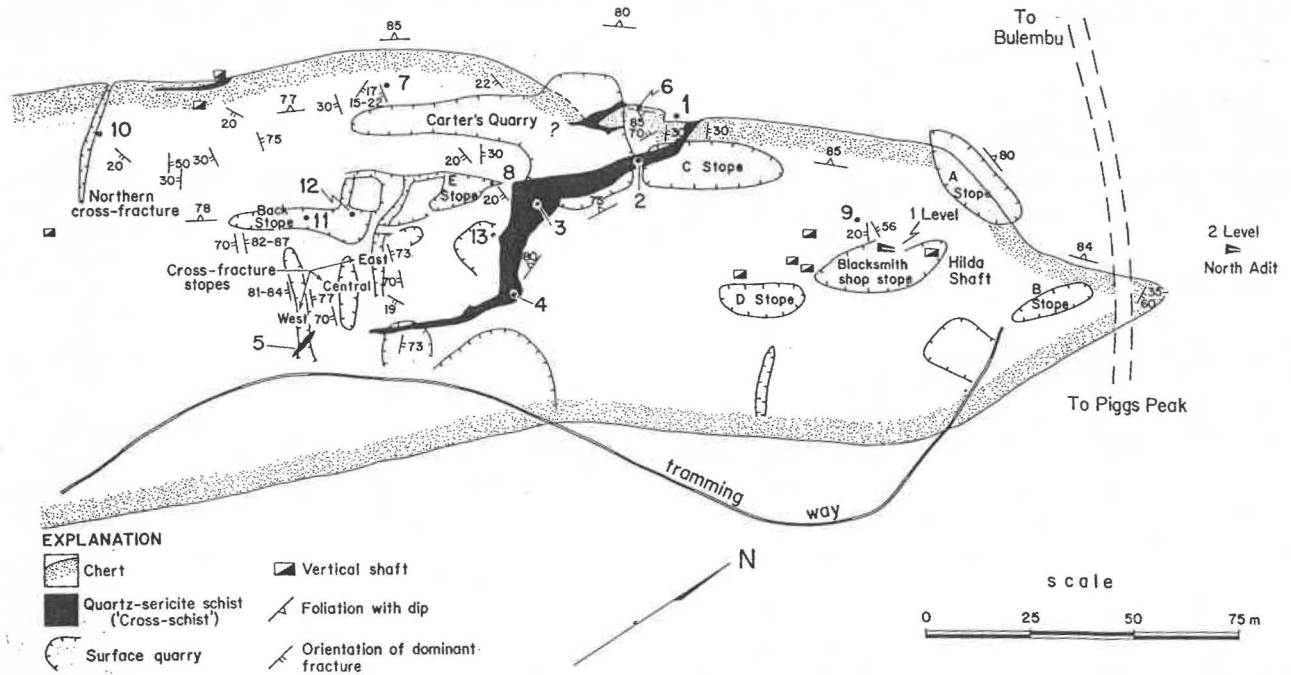 80
To
Bulembu
85
7
17
15-22
22
6
1
77
30
Carter's Quarry
?
85
70
30
30
10
20
20
75
50
30
30
20
30
85
C Stope
80
A
Stope
Northern
cross-fracture
12
E
Stope
20
8
2
75
78
Back
Stope
11
3
13
9
20
56
1 Level
84
2 Level
North Adit
70
82-87
73
East
Cross-fracture
stopes
Central
80
Blacksmith
shop stope
Hilda
Shaft
81-84
77
70
D Stope
B
Stope
35
60
West
70
19
4
5
73
To Piggs Peak
tramming
way
EXPLANATION
Chert
Vertical shaft
N
Quartz-sericite schist
('Cross-schist')
Foliation with dip
scale
0 25 50 75 m
Surface quarry
Orientation of dominant
fracture